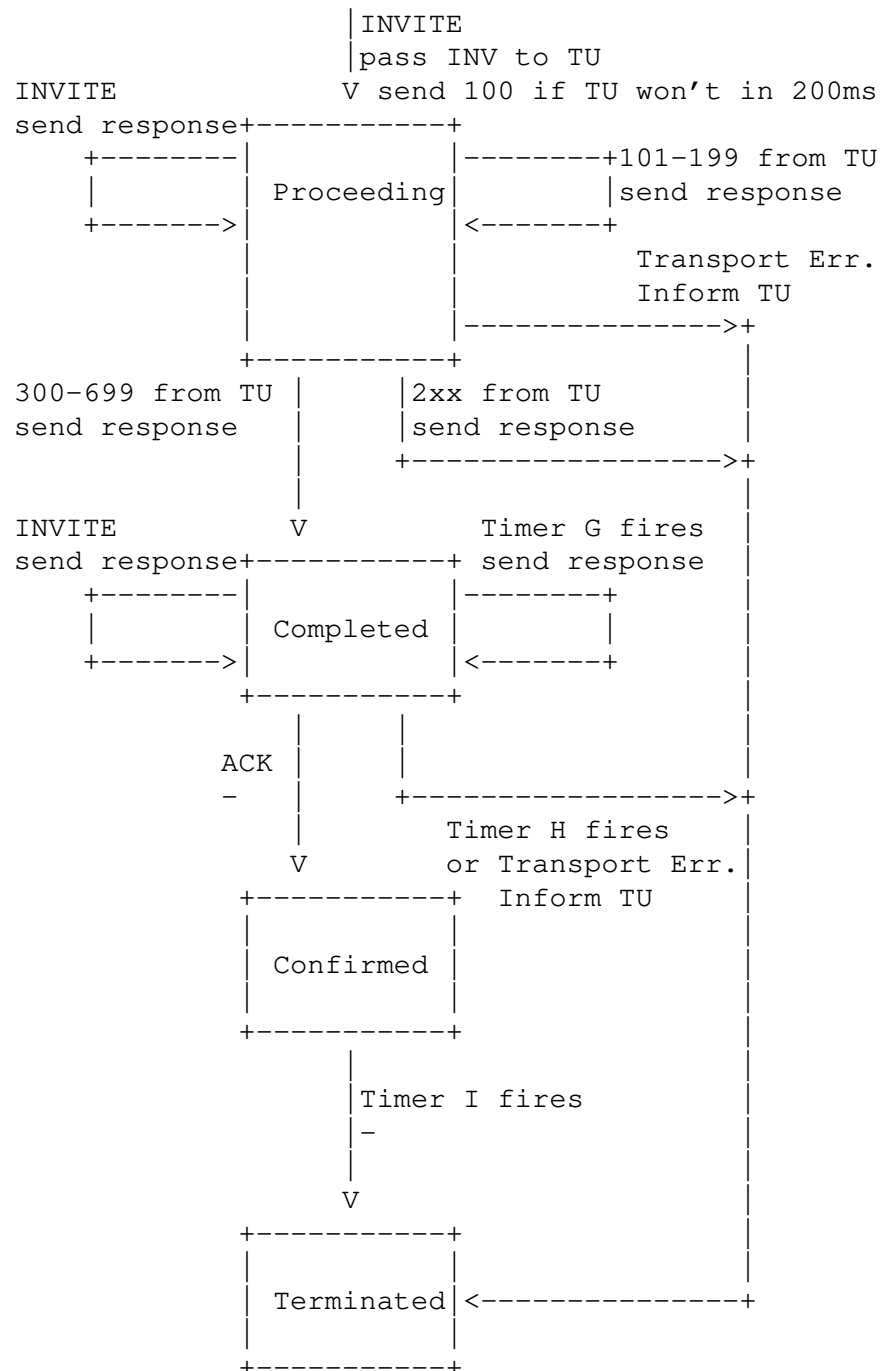 INVITE
pass INV to TU
INVITE send 100 if TU won't in 200ms
send response
101-199 from TU
Proceeding send response
Transport Err.
Inform TU
300-699 from TU 2xx from TU
send response send response
INVITE Timer G fires
send response send response
Completed
ACK
-
Timer H fires
or Transport Err.
Inform TU
Confirmed
Timer I fires
-
Terminated